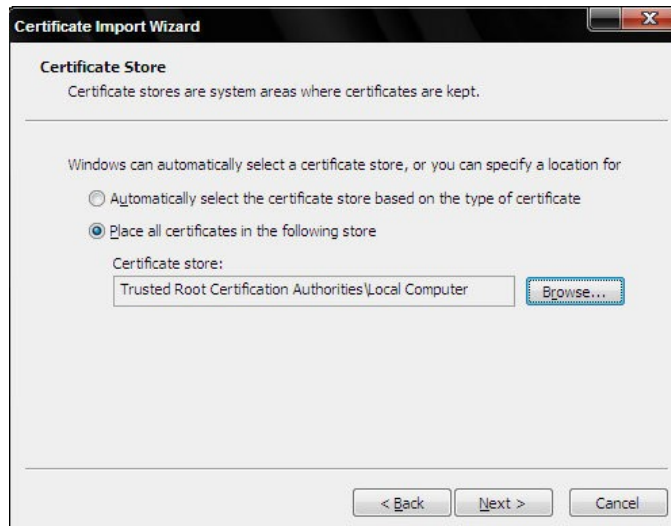 Certificate Import Wizard
Certificate Store
Certificate stores are system areas where certificates are kept.
Windows can automatically select a certificate store, or you can specify a location for
Automatically select the certificate store based on the type of certificate
Place all certificates in the following store
Certificate store:
Trusted Root Certification Authorities\Local Computer
Browse...
< Back
Next >
Cancel